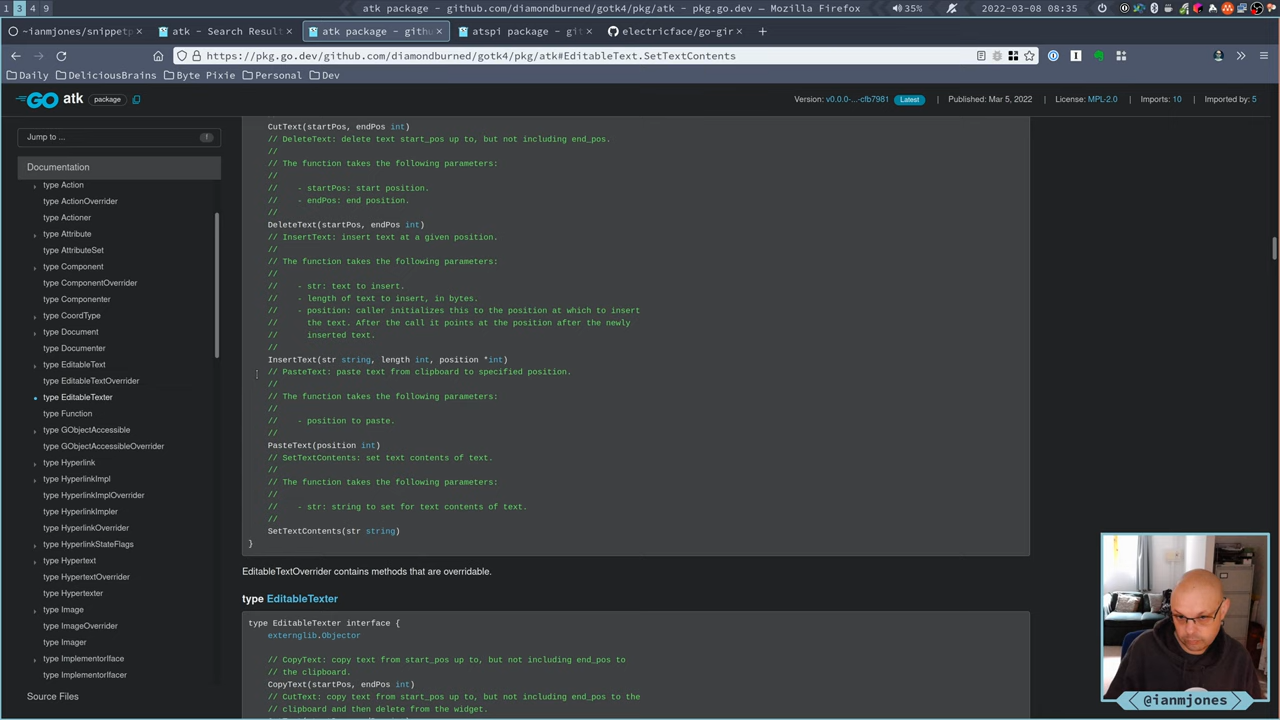 1 3 4 9
atk package - github.com/diamondburned/gotk4/pkg/atk - pkg.go.dev — Mozilla Firefox
35%
2022-03-08 08:35
~ianmjones/snippetp
atk - Search Result
atk package - githu
atspi package - git
electricface/go-gir
https://pkg.go.dev/github.com/diamondburned/gotk4/pkg/atk#EditableText.SetTextContents
Daily
DeliciousBrains
Byte Pixie
Personal
Dev
GO atk package
Version: v0.0.0-...-cfb7981 Latest
Published: Mar 5, 2022
License: MPL-2.0
Imports: 10
Imported by: 5
Jump to ... f
Documentation
type Action
type ActionOverrider
type Actioner
type Attribute
type AttributeSet
type Component
type ComponentOverrider
type Componenter
type CoordType
type Document
type Documenter
type EditableText
type EditableTextOverrider
type EditableTexter
type Function
type GObjectAccessible
type GObjectAccessibleOverrider
type Hyperlink
type HyperlinkImpl
type HyperlinkImplOverrider
type HyperlinkImpler
type HyperlinkOverrider
type HyperlinkStateFlags
type Hypertext
type HypertextOverrider
type Hypertexter
type Image
type ImageOverrider
type Imager
type ImplementorIface
type ImplementorIfacer
Source Files
CutText(startPos, endPos int)
// DeleteText: delete text start_pos up to, but not including end_pos.
//
// The function takes the following parameters:
//
// - startPos: start position.
// - endPos: end position.
//
DeleteText(startPos, endPos int)
// InsertText: insert text at a given position.
//
// The function takes the following parameters:
//
// - str: text to insert.
// - length of text to insert, in bytes.
// - position: caller initializes this to the position at which to insert
// the text. After the call it points at the position after the newly
// inserted text.
//
InsertText(str string, length int, position *int)
// PasteText: paste text from clipboard to specified position.
//
// The function takes the following parameters:
//
// - position to paste.
//
PasteText(position int)
// SetTextContents: set text contents of text.
//
// The function takes the following parameters:
//
// - str: string to set for text contents of text.
//
SetTextContents(str string)
}
EditableTextOverrider contains methods that are overridable.
type EditableTexter
type EditableTexter interface {
externglib.Objector
// CopyText: copy text from start_pos up to, but not including end_pos to
// the clipboard.
CopyText(startPos, endPos int)
// CutText: copy text from start_pos up to, but not including end_pos to the
// clipboard and then delete from the widget.
@ianmjones